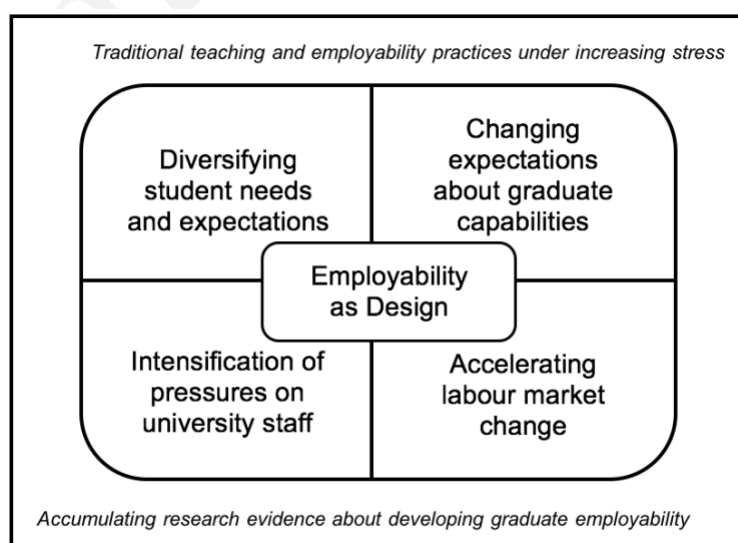 Traditional teaching and employability practices under increasing stress
Diversifying
student needs
and expectations
Changing
expectations
about graduate
capabilities
Employability
as Design
Intensification of
pressures on
university staff
Accelerating
labour market
change
Accumulating research evidence about developing graduate employability